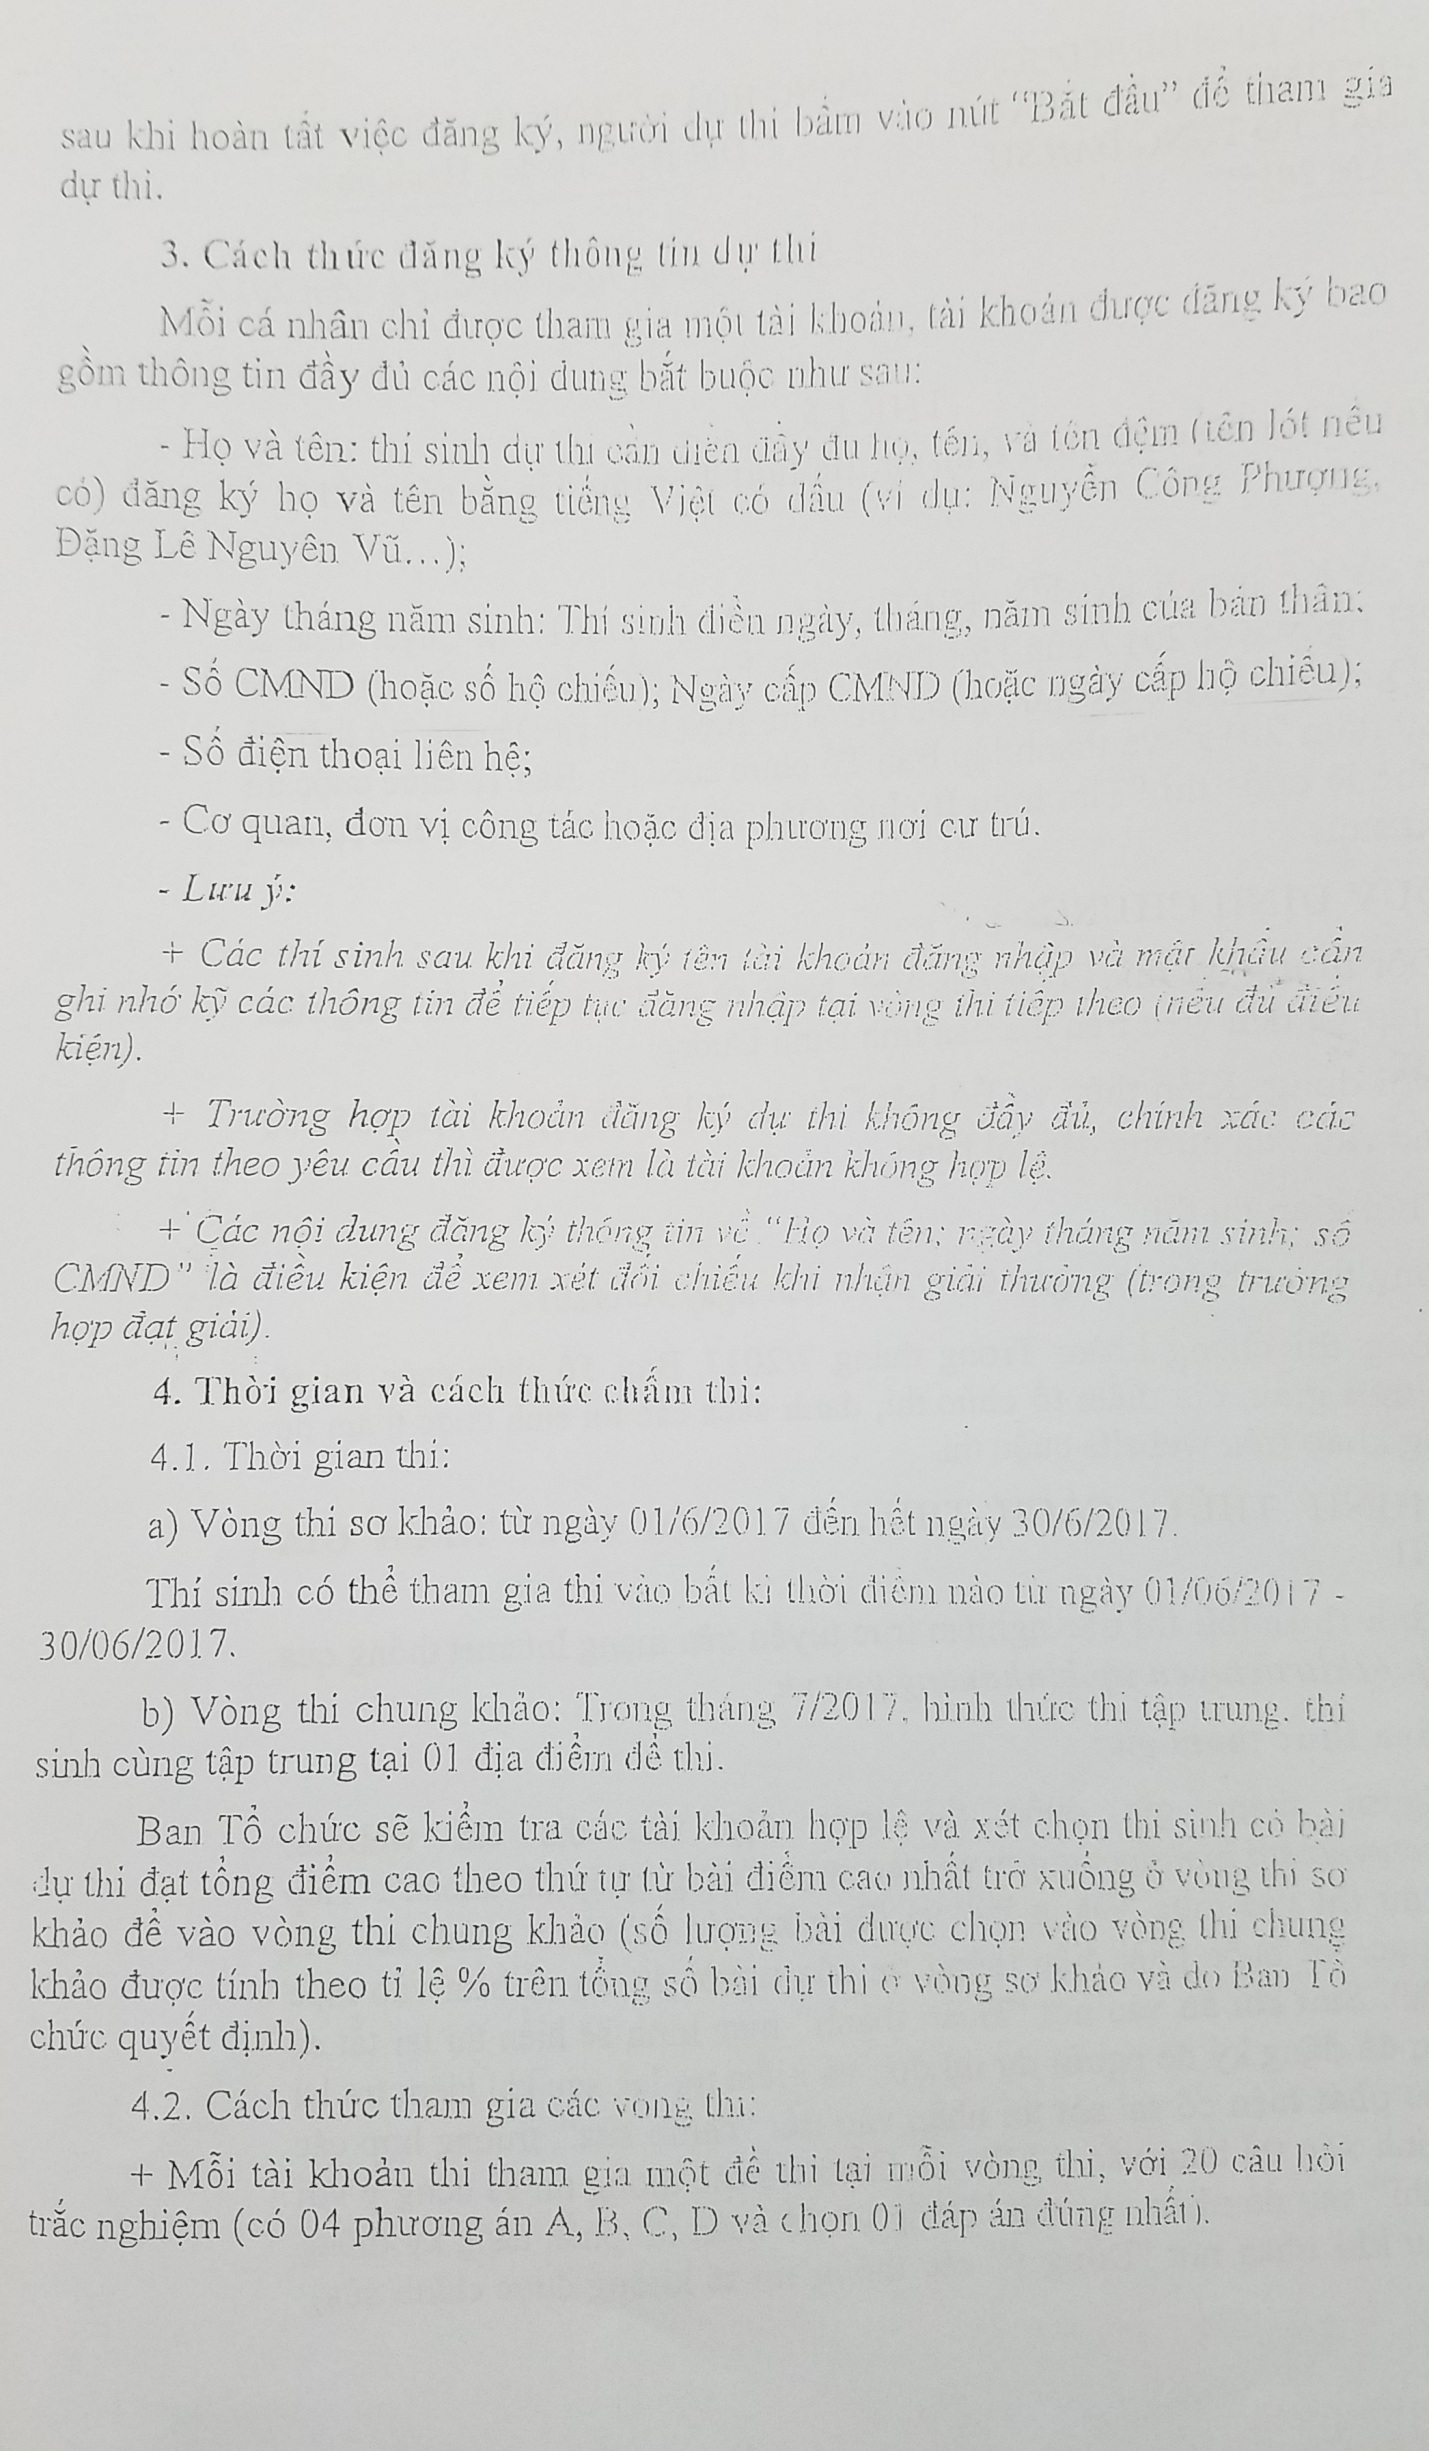 sau khi hoàn tất việc đăng ký, người dự thi bấm vào nút “Bắt đầu” để tham gia
dự thi.
3. Cách thức đăng ký thông tin dự thi
Mỗi cá nhân chỉ được tham gia một tài khoản, tài khoản được đăng ký bao
gồm thông tin đầy đủ các nội dung bắt buộc như sau:
- Họ và tên: thí sinh dự thi cần điền đầy đủ họ, tên, và tên đệm (tên lót nếu
có) đăng ký họ và tên bằng tiếng Việt có dấu (ví dụ: Nguyễn Công Phượng,
Đặng Lê Nguyên Vũ...);
- Ngày tháng năm sinh: Thí sinh điền ngày, tháng, năm sinh của bản thân;
- Số CMND (hoặc số hộ chiếu); Ngày cấp CMND (hoặc ngày cấp hộ chiếu);
- Số điện thoại liên hệ;
- Cơ quan, đơn vị công tác hoặc địa phương nơi cư trú.
- Lưu ý:
+ Các thí sinh sau khi đăng ký tên tài khoản đăng nhập và mật khẩu cần
ghi nhớ kỹ các thông tin để tiếp tục đăng nhập tại vòng thi tiếp theo (nếu đủ điều
kiện).
+ Trường hợp tài khoản đăng ký dự thi không đầy đủ, chính xác các
thông tin theo yêu cầu thì được xem là tài khoản không hợp lệ.
+ Các nội dung đăng ký thông tin về “Họ và tên; ngày tháng năm sinh; số
CMND” là điều kiện để xem xét đối chiếu khi nhận giải thưởng (trong trường
hợp đạt giải).
4. Thời gian và cách thức chấm thi:
4.1. Thời gian thi:
a) Vòng thi sơ khảo: từ ngày 01/6/2017 đến hết ngày 30/6/2017.
Thí sinh có thể tham gia thi vào bất kì thời điểm nào từ ngày 01/06/2017 -
30/06/2017.
b) Vòng thi chung khảo: Trong tháng 7/2017, hình thức thi tập trung, thí
sinh cùng tập trung tại 01 địa điểm để thi.
Ban Tổ chức sẽ kiểm tra các tài khoản hợp lệ và xét chọn thí sinh có bài
dự thi đạt tổng điểm cao theo thứ tự từ bài điểm cao nhất trở xuống ở vòng thi sơ
khảo để vào vòng thi chung khảo (số lượng bài được chọn vào vòng thi chung
khảo được tính theo tỉ lệ % trên tổng số bài dự thi ở vòng sơ khảo và do Ban Tổ
chức quyết định).
4.2. Cách thức tham gia các vòng thi:
+ Mỗi tài khoản thi tham gia một đề thi tại mỗi vòng thi, với 20 câu hỏi
trắc nghiệm (có 04 phương án A, B, C, D và chọn 01 đáp án đúng nhất).